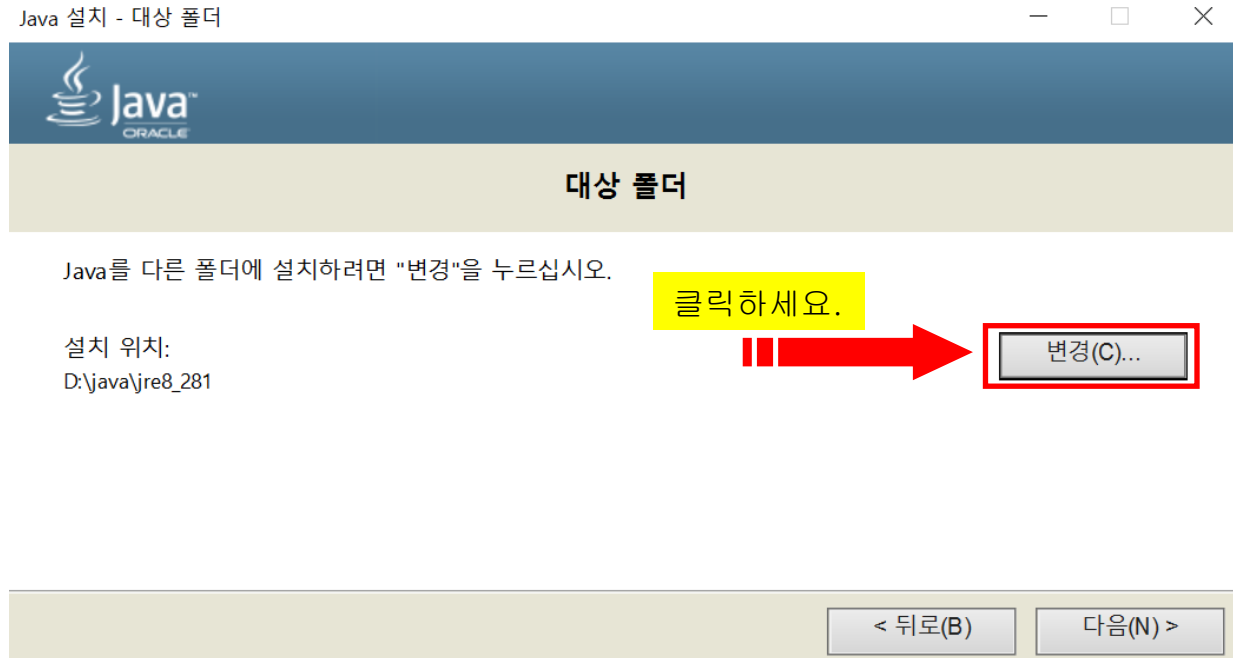 Java 설치 - 대상 폴더
Java™
ORACLE
대상 폴더
Java를 다른 폴더에 설치하려면 "변경"을 누르십시오.
클릭하세요.
설치 위치:
변경(C)...
D:\java\jre8_281
< 뒤로(B)
다음(N) >